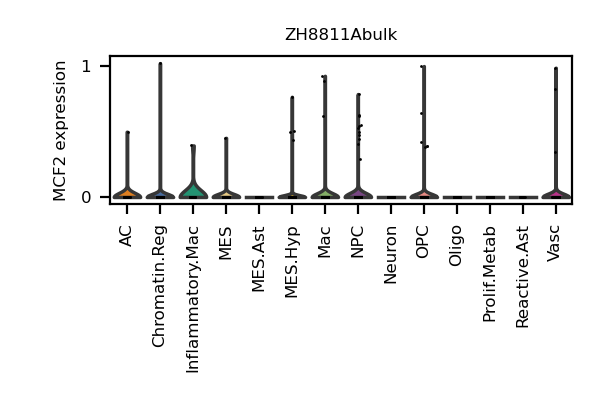 ZH8811Abulk
MCF2 expression
1
0
AC
Chromatin.Reg
Inflammatory.Mac
MES
MES.Ast
MES.Hyp
Mac
NPC
Neuron
OPC
Oligo
Prolif.Metab
Reactive.Ast
Vasc